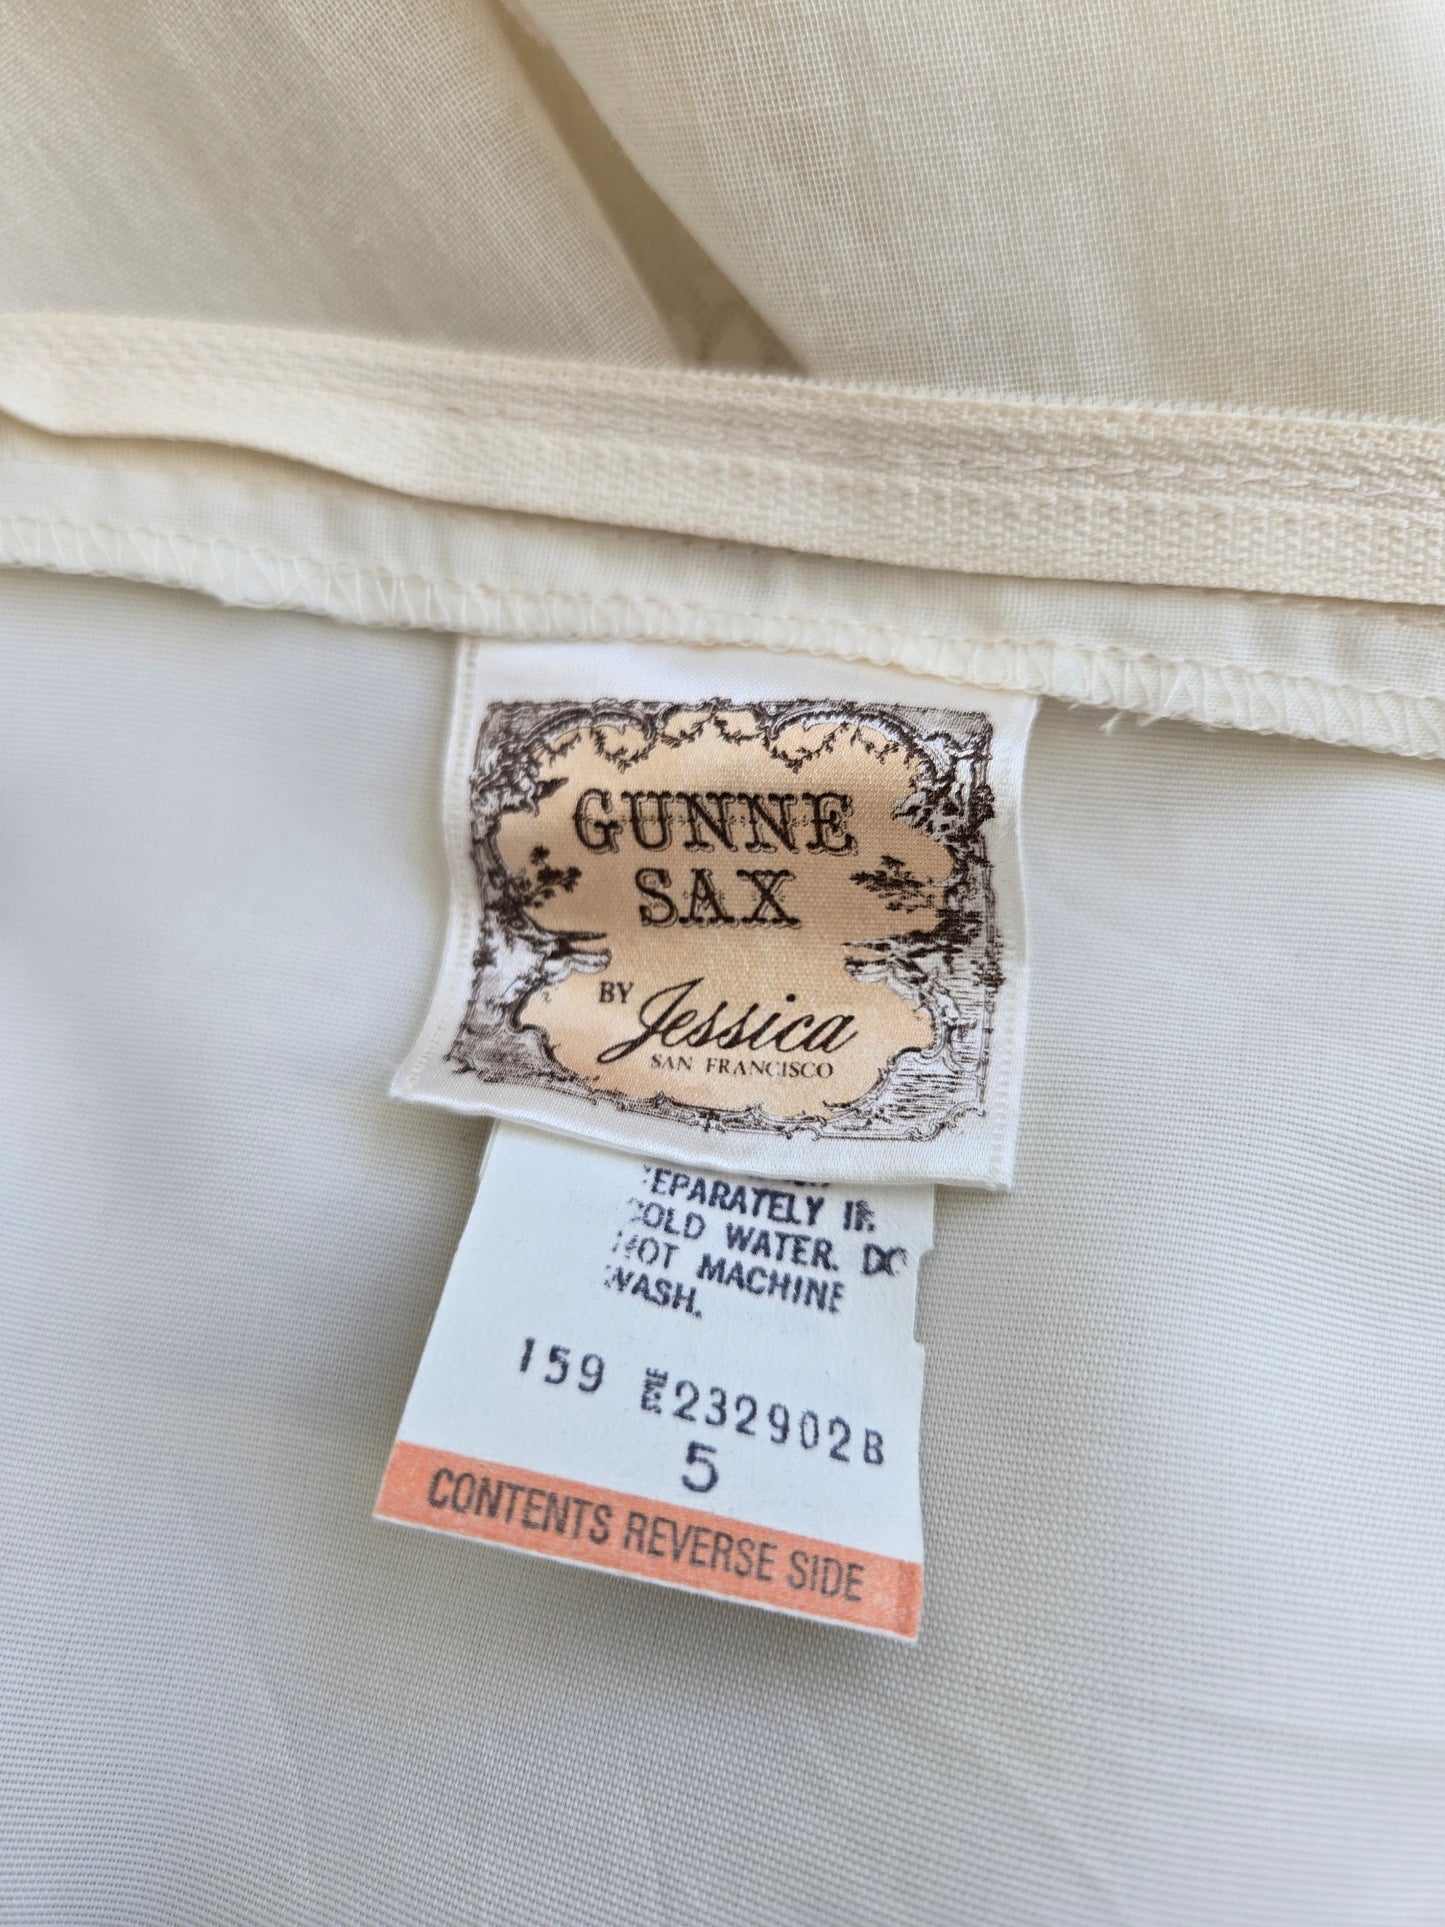 GUNNE
SAX
BY Jessica
SAN FRANCISCO
EPARATELY IN
COLD WATER. DO
NOT MACHINE
WASH.
159 232902B
5
CONTENTS REVERSE SIDE